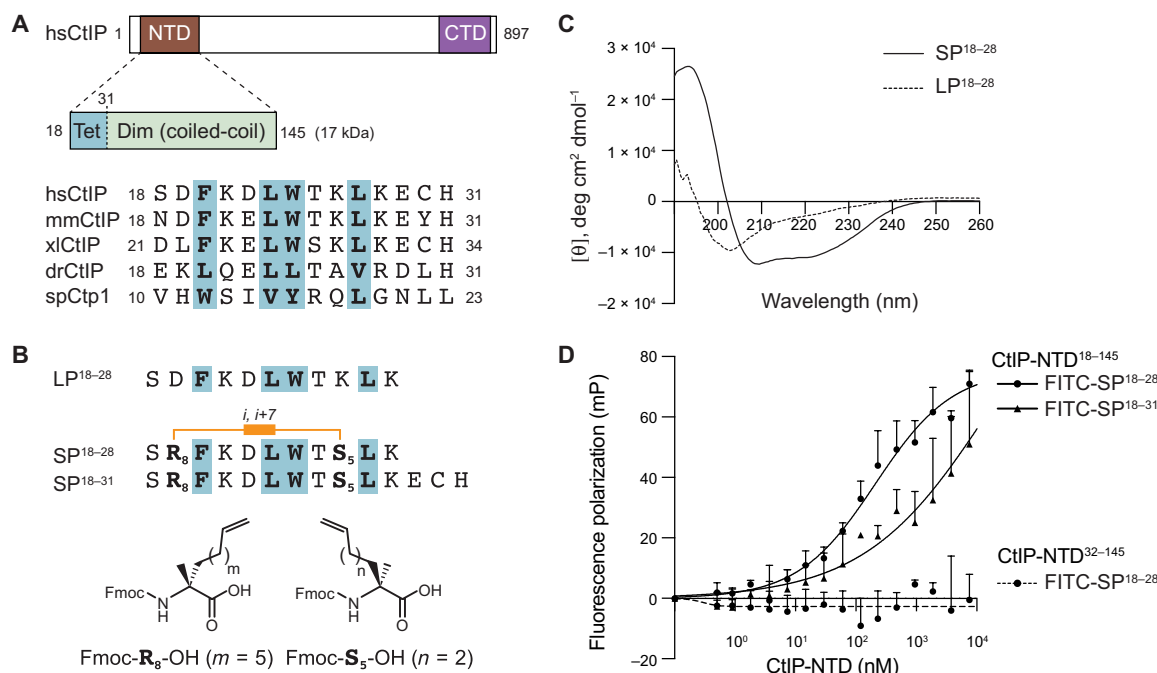 A
hsCtIP 1 NTD CTD 897
31
18 Tet Dim (coiled-coil) 145 (17 kDa)
hsCtIP 18 S D F K D L W T K L K E C H 31
mmCtIP 18 N D F K E L W T K L K E Y H 31
xlCtIP 21 D L F K E L W S K L K E C H 34
drCtIP 18 E K L Q E L L T A V R D L H 31
spCtp1 10 V H W S I V Y R Q L G N L L 23
B
LP18–28 S D F K D L W T K L K
i, i+7
SP18–28 S R8 F K D L W T S5 L K
SP18–31 S R8 F K D L W T S5 L K E C H
m
n
Fmoc N H O OH
Fmoc N H O OH
Fmoc-R8-OH (m = 5) Fmoc-S5-OH (n = 2)
C
SP18–28
LP18–28
[θ], deg cm2 dmol–1
3 × 10⁴
2 × 10⁴
1 × 10⁴
0
−1 × 10⁴
−2 × 10⁴
200 210 220 230 240 250 260
Wavelength (nm)
D
Fluorescence polarization (mP)
80
60
40
20
0
−20
10⁰ 10¹ 10² 10³ 10⁴
CtIP-NTD (nM)
CtIP-NTD18–145
FITC-SP18–28
FITC-SP18–31
CtIP-NTD32–145
FITC-SP18–28